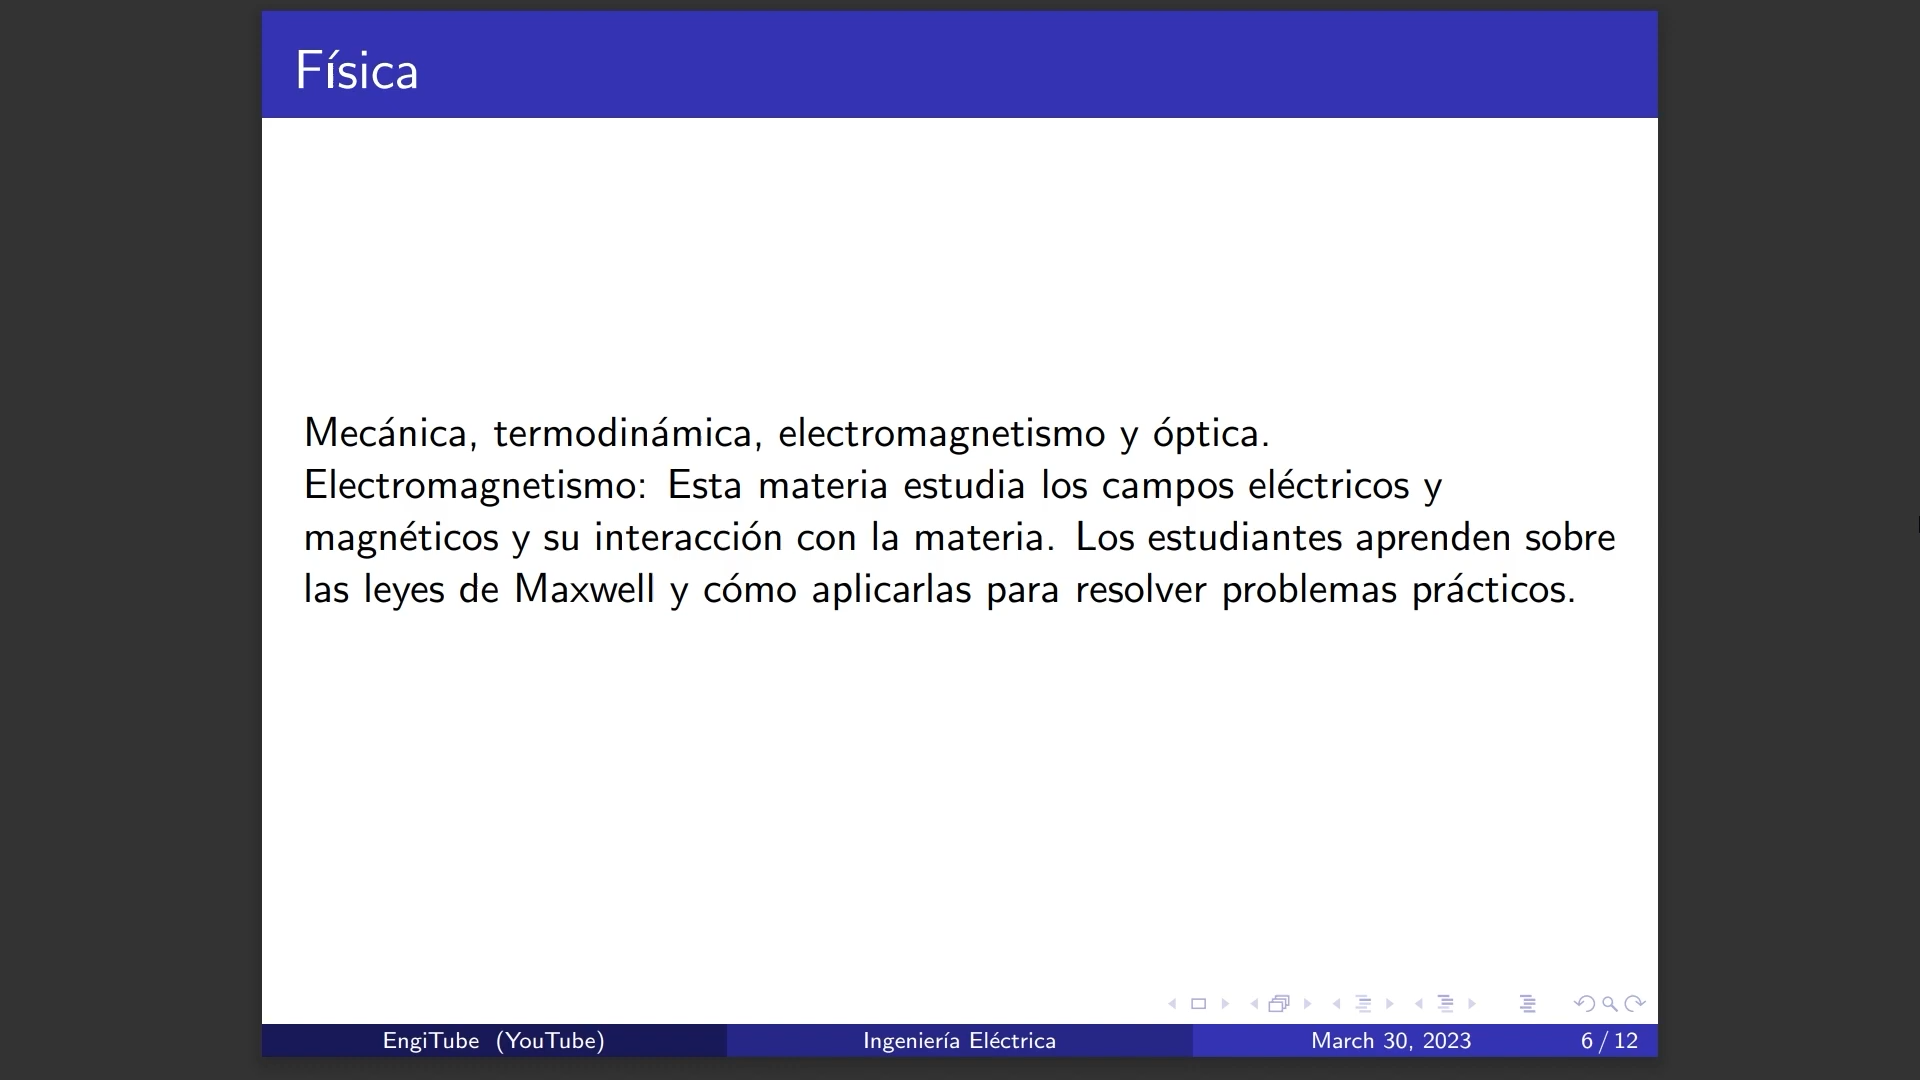 Física
Mecánica, termodinámica, electromagnetismo y óptica.
Electromagnetismo: Esta materia estudia los campos eléctricos y
magnéticos y su interacción con la materia. Los estudiantes aprenden sobre
las leyes de Maxwell y cómo aplicarlas para resolver problemas prácticos.
EngiTube (YouTube)
Ingeniería Eléctrica
March 30, 2023
6 / 12